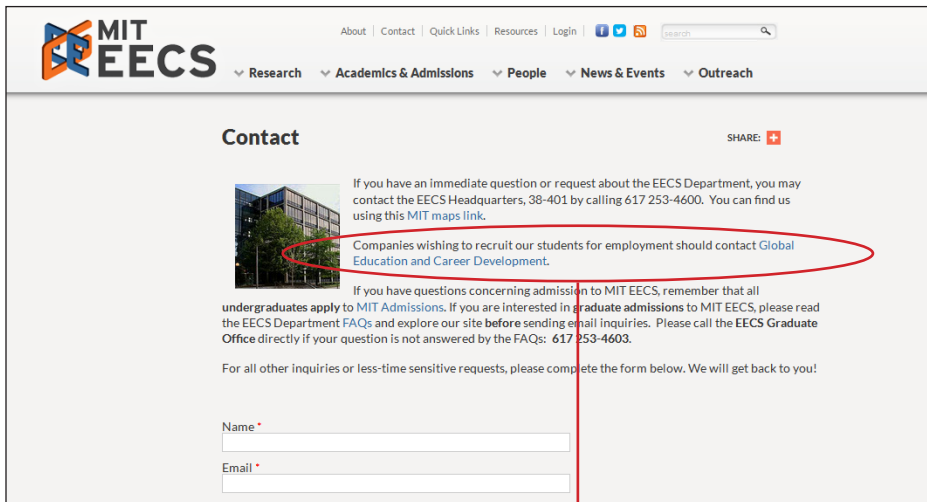 MIT
EECS
About | Contact | Quick Links | Resources | Login |
search
Research Academics & Admissions People News & Events Outreach
Contact
SHARE:
If you have an immediate question or request about the EECS Department, you may
contact the EECS Headquarters, 38-401 by calling 617 253-4600. You can find us
using this MIT maps link.
Companies wishing to recruit our students for employment should contact Global
Education and Career Development.
If you have questions concerning admission to MIT EECS, remember that all
undergraduates apply to MIT Admissions. If you are interested in graduate admissions to MIT EECS, please read
the EECS Department FAQs and explore our site before sending email inquiries. Please call the EECS Graduate
Office directly if your question is not answered by the FAQs: 617 253-4603.
For all other inquiries or less-time sensitive requests, please complete the form below. We will get back to you!
Name *
Email *